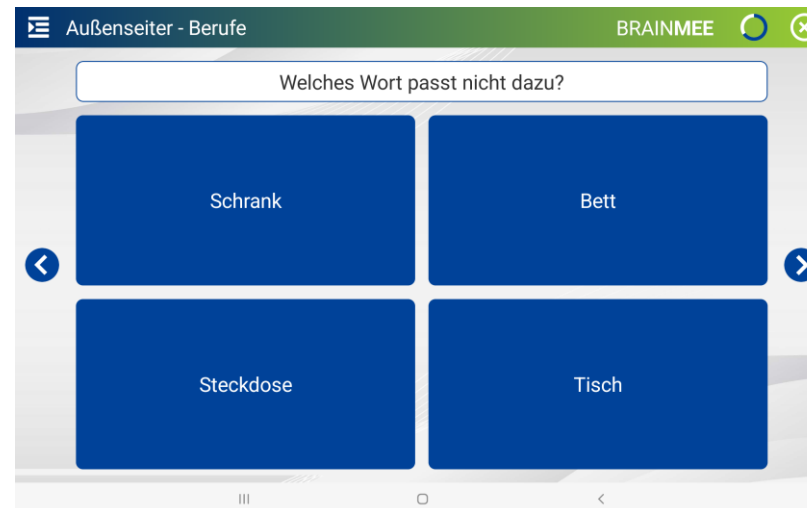 Außenseiter - Berufe BRAINMEE
Welches Wort passt nicht dazu?
Schrank Bett
Steckdose Tisch